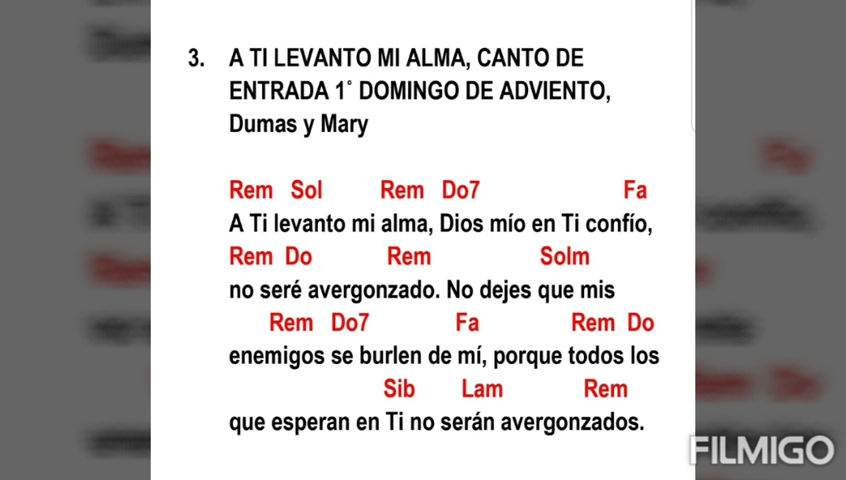 3. A TI LEVANTO MI ALMA, CANTO DE
ENTRADA 1° DOMINGO DE ADVIENTO,
Dumas y Mary
Rem Sol Rem Do7 Fa
A Ti levanto mi alma, Dios mío en Ti confío,
Rem Do Rem Solm
no seré avergonzado. No dejes que mis
Rem Do7 Fa Rem Do
enemigos se burlen de mí, porque todos los
Sib Lam Rem
que esperan en Ti no serán avergonzados.
FILMIGO